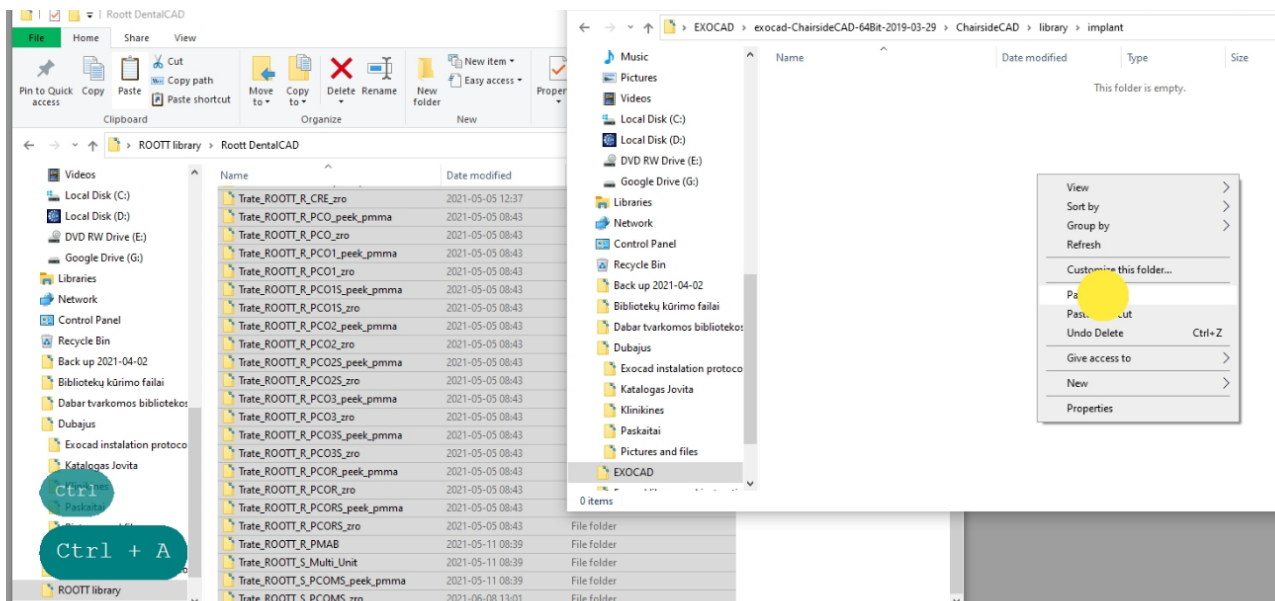 Roott DentalCAD
File
Home
Share
View
Pin to Quick access
Copy
Paste
Cut
Copy path
Paste shortcut
Clipboard
Move to
Copy to
Delete
Rename
Organize
New folder
New item
Easy access
New
ROOTT library > Roott DentalCAD
Videos
Local Disk (C:)
Local Disk (D:)
DVD RW Drive (E:)
Google Drive (G:)
Libraries
Network
Control Panel
Recycle Bin
Back up 2021-04-02
Bibliotekų kūrimo failai
Dabar tvarkomos bibliotekos
Dubajus
Exocad instalation protoco
Katalogas Jovita
Paskaitai
ROOTT library
Ctrl
Ctrl + A
Name
Date modified
Trate_ROOTT_R_CRE_zro 2021-05-05 12:37
Trate_ROOTT_R_PCO_peek_pmma 2021-05-05 08:43
Trate_ROOTT_R_PCO_zro 2021-05-05 08:43
Trate_ROOTT_R_PCO1_peek_pmma 2021-05-05 08:43
Trate_ROOTT_R_PCO1_zro 2021-05-05 08:43
Trate_ROOTT_R_PCO1S_peek_pmma 2021-05-05 08:43
Trate_ROOTT_R_PCO1S_zro 2021-05-05 08:43
Trate_ROOTT_R_PCO2_peek_pmma 2021-05-05 08:43
Trate_ROOTT_R_PCO2_zro 2021-05-05 08:43
Trate_ROOTT_R_PCO2S_peek_pmma 2021-05-05 08:43
Trate_ROOTT_R_PCO2S_zro 2021-05-05 08:43
Trate_ROOTT_R_PCO3_peek_pmma 2021-05-05 08:43
Trate_ROOTT_R_PCO3_zro 2021-05-05 08:43
Trate_ROOTT_R_PCO3S_peek_pmma 2021-05-05 08:43
Trate_ROOTT_R_PCO3S_zro 2021-05-05 08:43
Trate_ROOTT_R_PCOR_peek_pmma 2021-05-05 08:43
Trate_ROOTT_R_PCOR_zro 2021-05-05 08:43
Trate_ROOTT_R_PCORS_peek_pmma 2021-05-05 08:43
Trate_ROOTT_R_PCORS_zro 2021-05-05 08:43 File folder
Trate_ROOTT_R_PMAB 2021-05-11 08:39 File folder
Trate_ROOTT_S_Multi_Unit 2021-05-11 08:39 File folder
Trate_ROOTT_S_PCOMS_peek_pmma 2021-05-11 08:39 File folder
Trate_ROOTT_S_PCOMS_zro 2021-06-08 13:01 File folder
EXOCAD > exocad-ChairsideCAD-64Bit-2019-03-29 > ChairsideCAD > library > implant
Music
Pictures
Videos
Local Disk (C:)
Local Disk (D:)
DVD RW Drive (E:)
Google Drive (G:)
Libraries
Network
Control Panel
Recycle Bin
Back up 2021-04-02
Bibliotekų kūrimo failai
Dabar tvarkomos bibliotekos
Dubajus
Exocad instalation protoco
Katalogas Jovita
Klinikines
Paskaitai
Pictures and files
EXOCAD
0 items
Name
Date modified
Type
Size
This folder is empty.
View
Sort by
Group by
Refresh
Customize this folder...
Undo Delete Ctrl+Z
Give access to
New
Properties